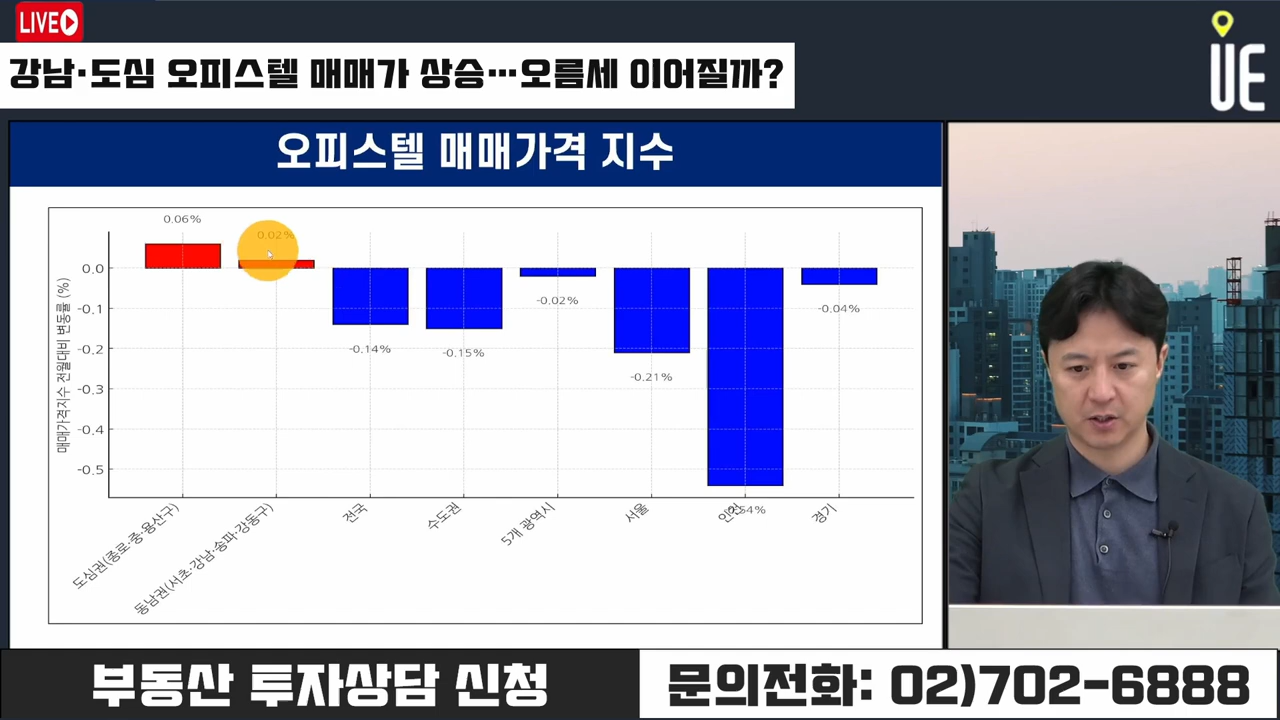 LIVE
강남·도심 오피스텔 매매가 상승…오름세 이어질까?
UE
오피스텔 매매가격 지수
매매가격지수 전월대비 변동률 (%)
0.0
-0.1
-0.2
-0.3
-0.4
-0.5
0.06%
0.02%
-0.14%
-0.15%
-0.02%
-0.21%
-0.54%
-0.04%
도심권(종로·중·용산구)
동남권(서초·강남·송파·강동구)
전국
수도권
5개 광역시
서울
인천
경기
부동산 투자상담 신청
문의전화: 02)702-6888